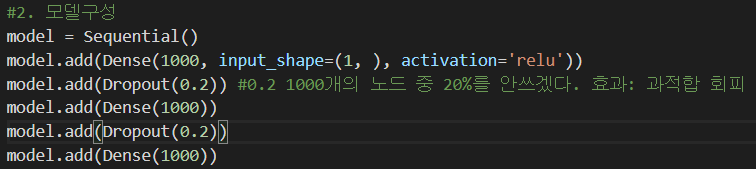 #2. 모델구성
model = Sequential()
model.add(Dense(1000, input_shape=(1, ), activation='relu'))
model.add(Dropout(0.2)) #0.2 1000개의 노드 중 20%를 안쓰겠다. 효과: 과적합 회피
model.add(Dense(1000))
model.add(Dropout(0.2))
model.add(Dense(1000))